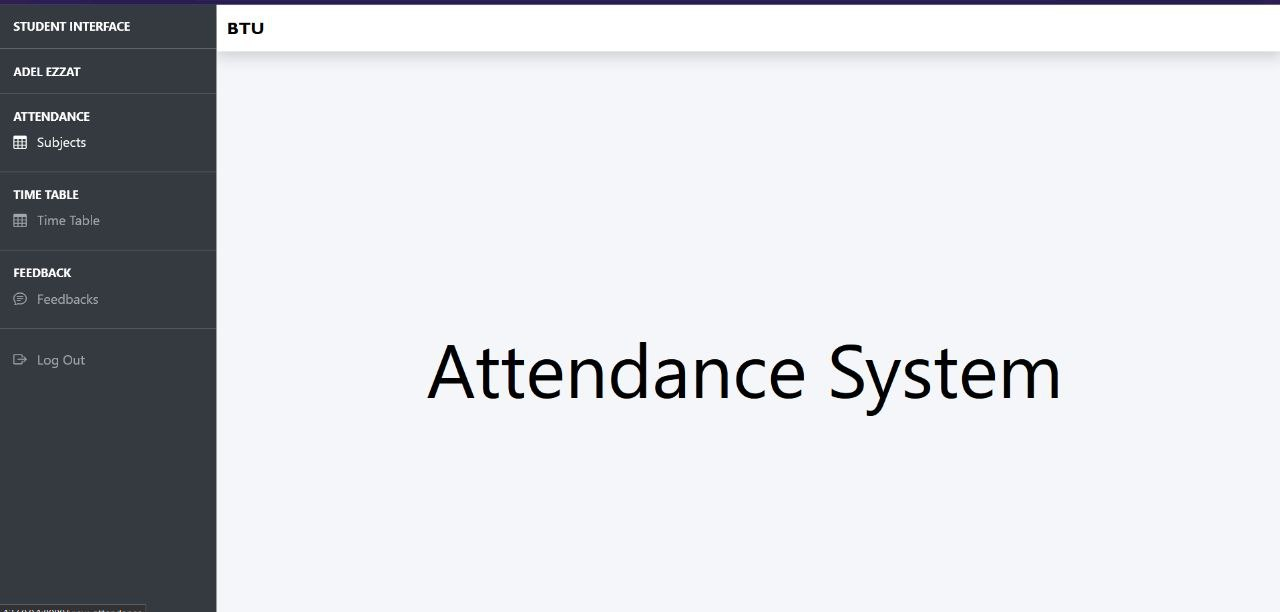 STUDENT INTERFACE
BTU
ADEL EZZAT
ATTENDANCE
Subjects
TIME TABLE
Time Table
FEEDBACK
Feedbacks
Log Out
Attendance System